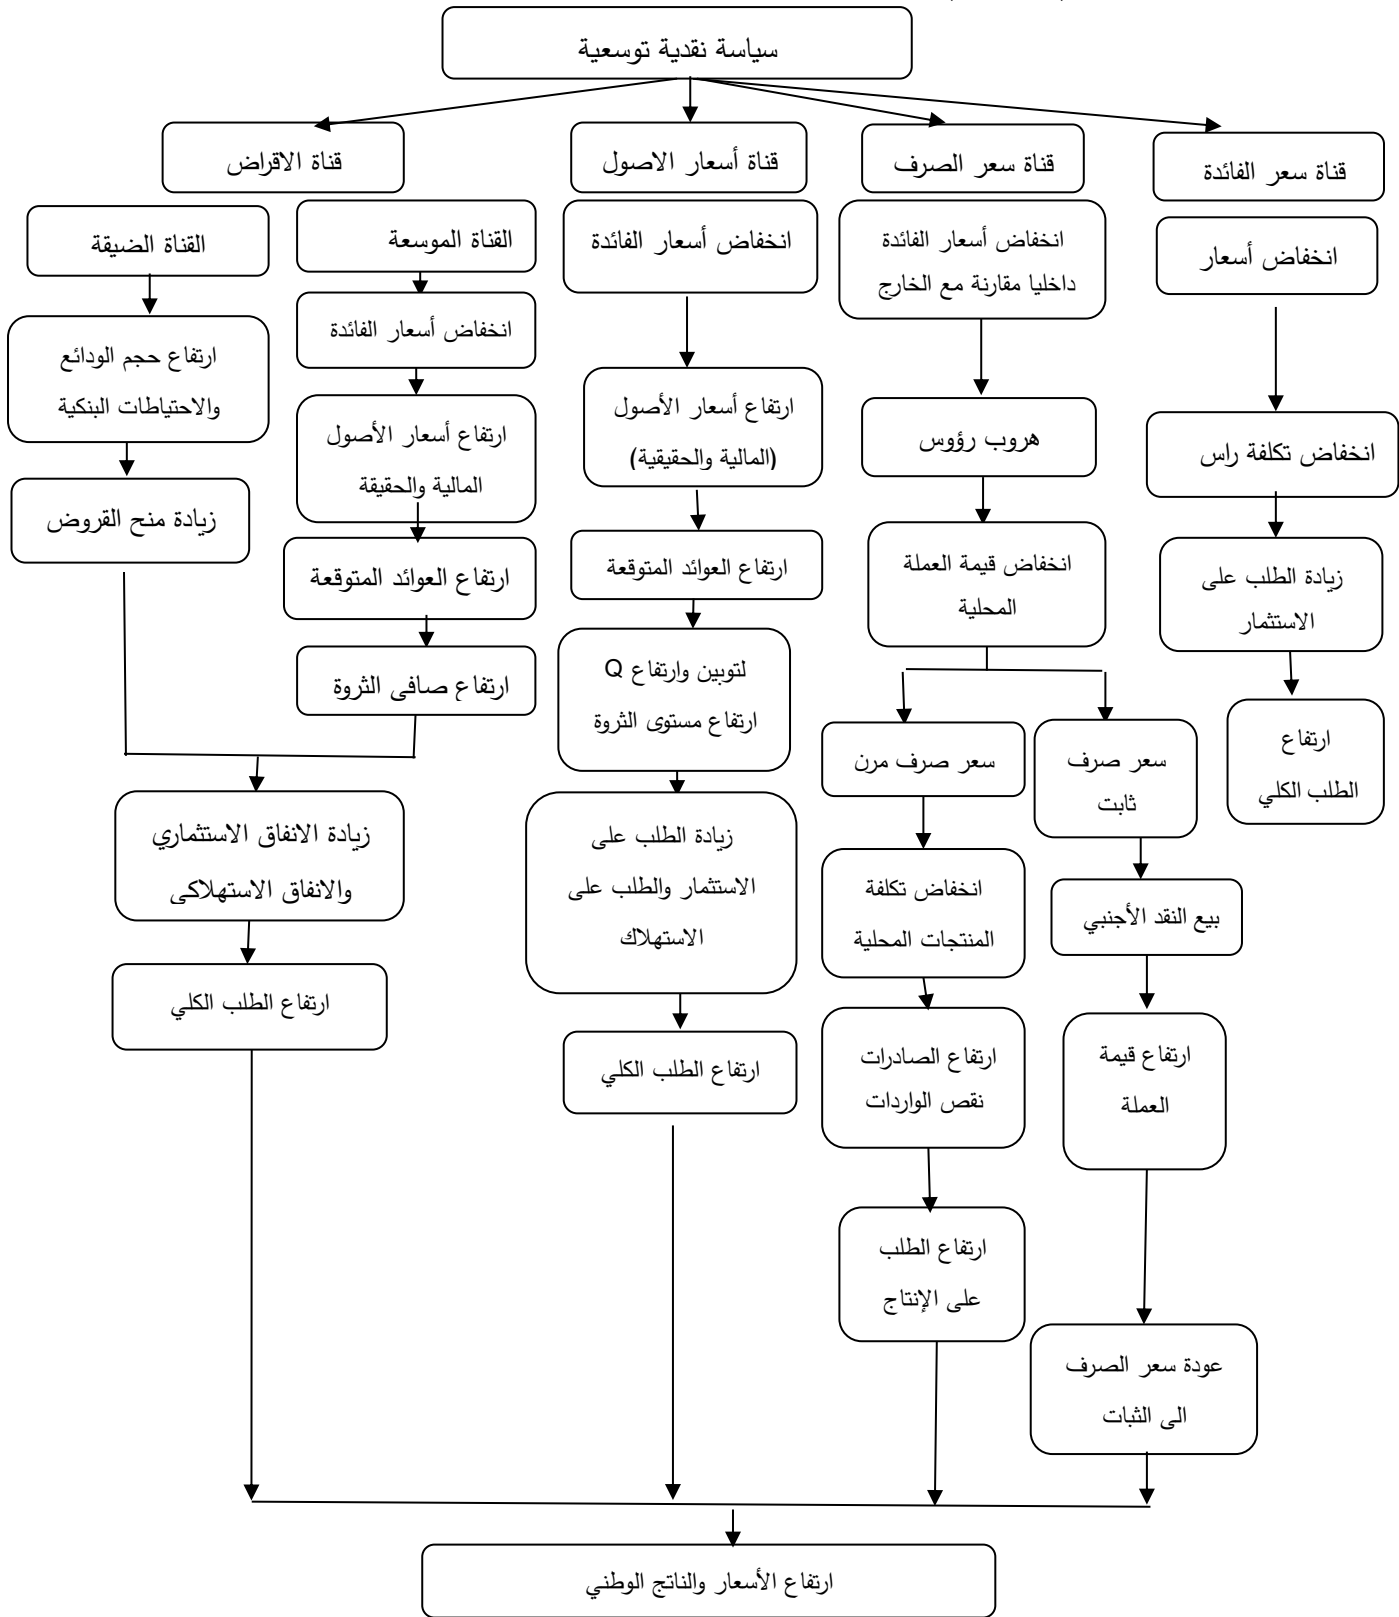 سياسة نقدية توسعية
قناة سعر الفائدة
قناة سعر الصرف
قناة أسعار الاصول
قناة الاقراض
انخفاض أسعار
انخفاض تكلفة راس
زيادة الطلب على
الاستثمار
ارتفاع
الطلب الكلي
انخفاض أسعار الفائدة
داخليا مقارنة مع الخارج
هروب رؤوس
انخفاض قيمة العملة
المحلية
سعر صرف
ثابت
بيع النقد الأجنبي
ارتفاع قيمة
العملة
عودة سعر الصرف
الى الثبات
سعر صرف مرن
انخفاض تكلفة
المنتجات المحلية
ارتفاع الصادرات
نقص الواردات
ارتفاع الطلب
على الإنتاج
انخفاض أسعار الفائدة
ارتفاع أسعار الأصول
(المالية والحقيقية)
ارتفاع العوائد المتوقعة
لتوبين وارتفاع Q
ارتفاع مستوى الثروة
زيادة الطلب على
الاستثمار والطلب على
الاستهلاك
ارتفاع الطلب الكلي
القناة الموسعة
انخفاض أسعار الفائدة
ارتفاع أسعار الأصول
المالية والحقيقة
ارتفاع العوائد المتوقعة
ارتفاع صافي الثروة
القناة الضيقة
ارتفاع حجم الودائع
والاحتياطات البنكية
زيادة منح القروض
زيادة الانفاق الاستثماري
والانفاق الاستهلاكي
ارتفاع الطلب الكلي
ارتفاع الأسعار والناتج الوطني